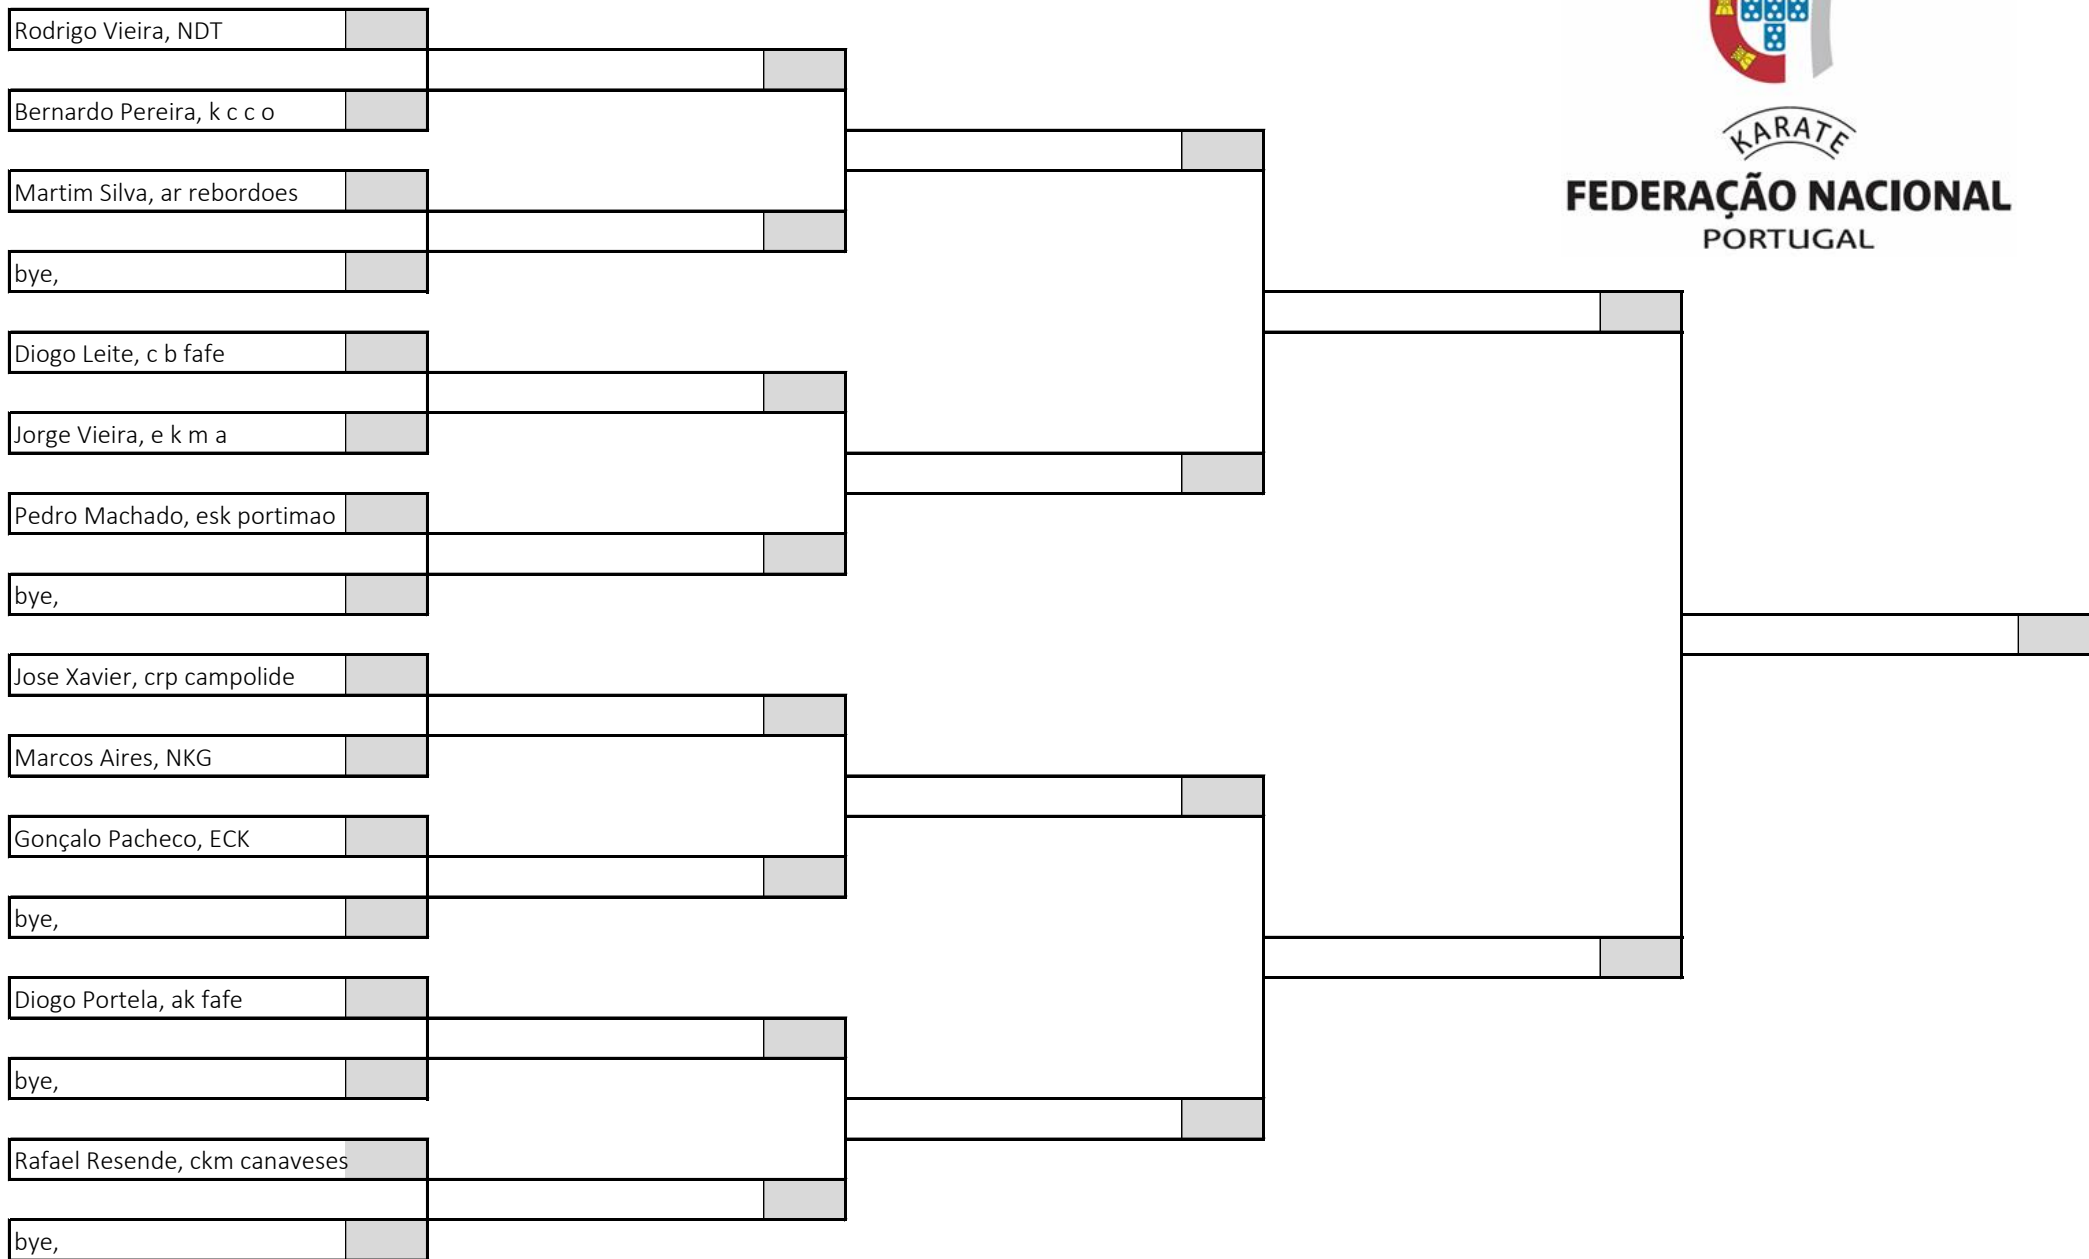 Rodrigo Vieira, NDT
Bernardo Pereira, k c c o
Martim Silva, ar rebordoes
bye,
Diogo Leite, c b fafe
Jorge Vieira, e k m a
Pedro Machado, esk portimao
bye,
Jose Xavier, crp campolide
Marcos Aires, NKG
Gonçalo Pacheco, ECK
bye,
Diogo Portela, ak fafe
bye,
Rafael Resende, ckm canaveses
bye,
KARATE
FEDERAÇÃO NACIONAL
PORTUGAL